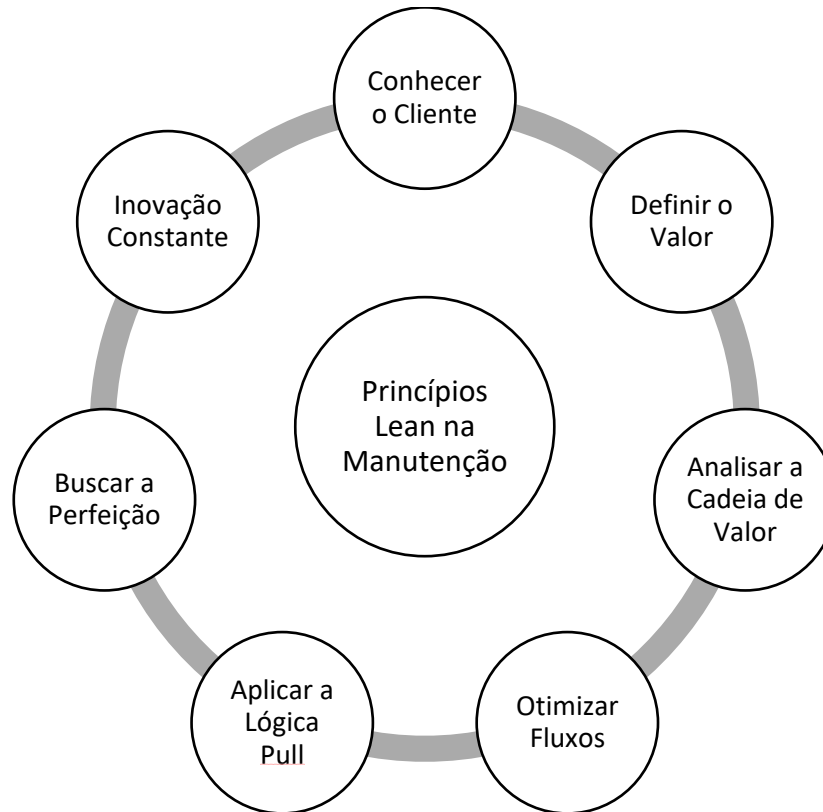 Conhecer
o Cliente
Definir o
Valor
Analisar a
Cadeia de
Valor
Otimizar
Fluxos
Aplicar a
Lógica
Pull
Buscar a
Perfeição
Inovação
Constante
Princípios
Lean na
Manutenção